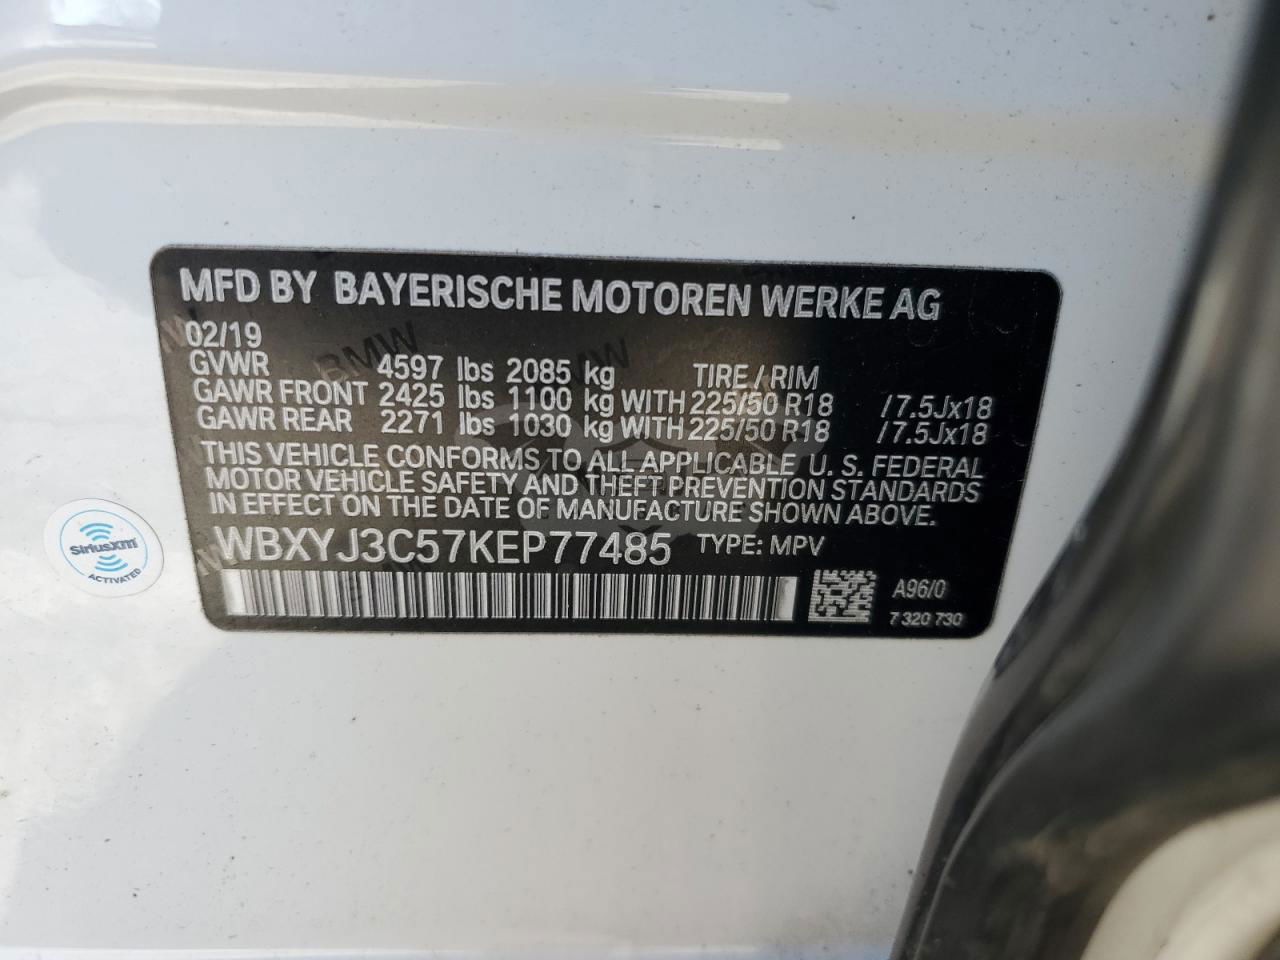 MFD BY BAYERISCHE MOTOREN WERKE AG
02/19
GVWR 4597 lbs 2085 kg TIRE / RIM
GAWR FRONT 2425 lbs 1100 kg WITH 225/50 R18 /7.5Jx18
GAWR REAR 2271 lbs 1030 kg WITH 225/50 R18 /7.5Jx18
THIS VEHICLE CONFORMS TO ALL APPLICABLE U. S. FEDERAL
MOTOR VEHICLE SAFETY AND THEFT PREVENTION STANDARDS
IN EFFECT ON THE DATE OF MANUFACTURE SHOWN ABOVE.
WBXYJ3C57KEP77485 TYPE: MPV
A96/0
7 320 730
SiriusXM
ACTIVATED
BMW